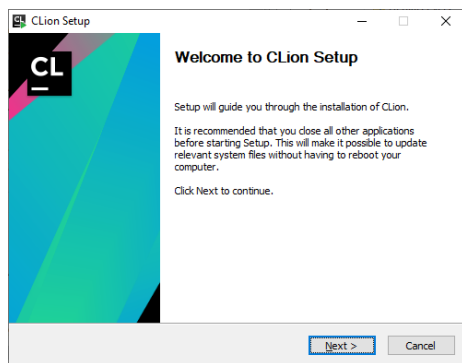 CLion Setup
CL
Welcome to CLion Setup
Setup will guide you through the installation of CLion.
It is recommended that you close all other applications
before starting Setup. This will make it possible to update
relevant system files without having to reboot your
computer.
Click Next to continue.
Next >
Cancel